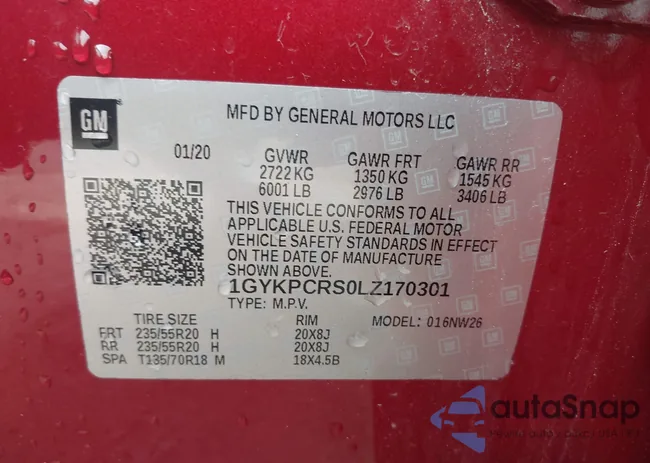 GM
MFD BY GENERAL MOTORS LLC
01/20 GVWR GAWR FRT GAWR RR
2722 KG 1350 KG 1545 KG
6001 LB 2976 LB 3406 LB
THIS VEHICLE CONFORMS TO ALL
APPLICABLE U.S. FEDERAL MOTOR
VEHICLE SAFETY STANDARDS IN EFFECT
ON THE DATE OF MANUFACTURE
SHOWN ABOVE.
1GYKPCRS0LZ170301
TYPE: M.P.V.
TIRE SIZE RIM MODEL: 016NW26
FRT 235/55R20 H 20X8J
RR 235/55R20 H 20X8J
SPA T135/70R18 M 18X4.5B
autoSnap